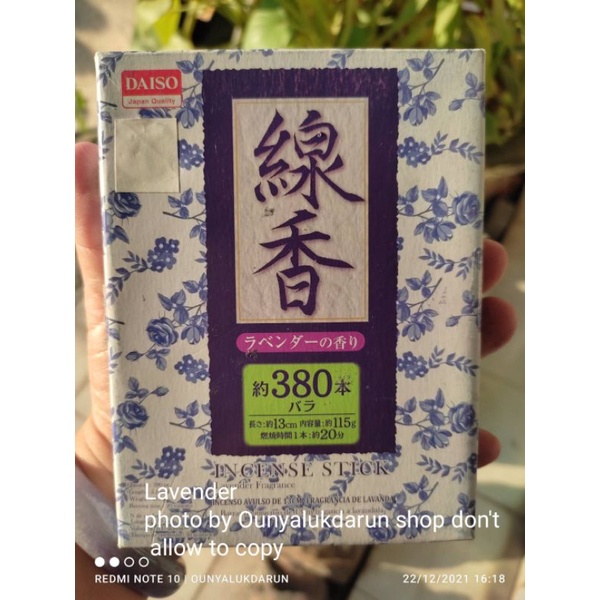 DAISO
Japan Quality
線香
ラベンダーの香り
約380本
バラ
長さ:約13cm 内容量:約115g
燃焼時間1本:約20分
INCENSE STICK
Lavender
photo by Ounyalukdarun shop don't
allow to copy
REDMI NOTE 10 | OUNYALUKDARUN
22/12/2021 16:18